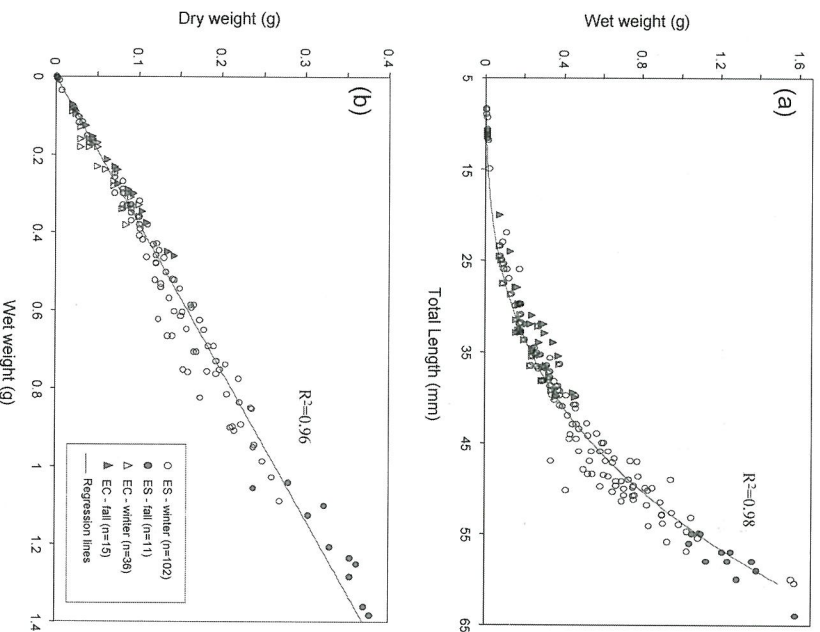 (a)
Wet weight (g)
1.6
1.2
0.8
0.4
0
5 15 25 35 45 55 65
Total Length (mm)
R²=0.98
(b)
Dry weight (g)
0.4
0.3
0.2
0.1
0
0 0.2 0.4 0.6 0.8 1 1.2 1.4
Wet weight (g)
R²=0.96
ES - winter (n=102)
ES - fall (n=11)
EC - winter (n=36)
EC - fall (n=15)
Regression lines